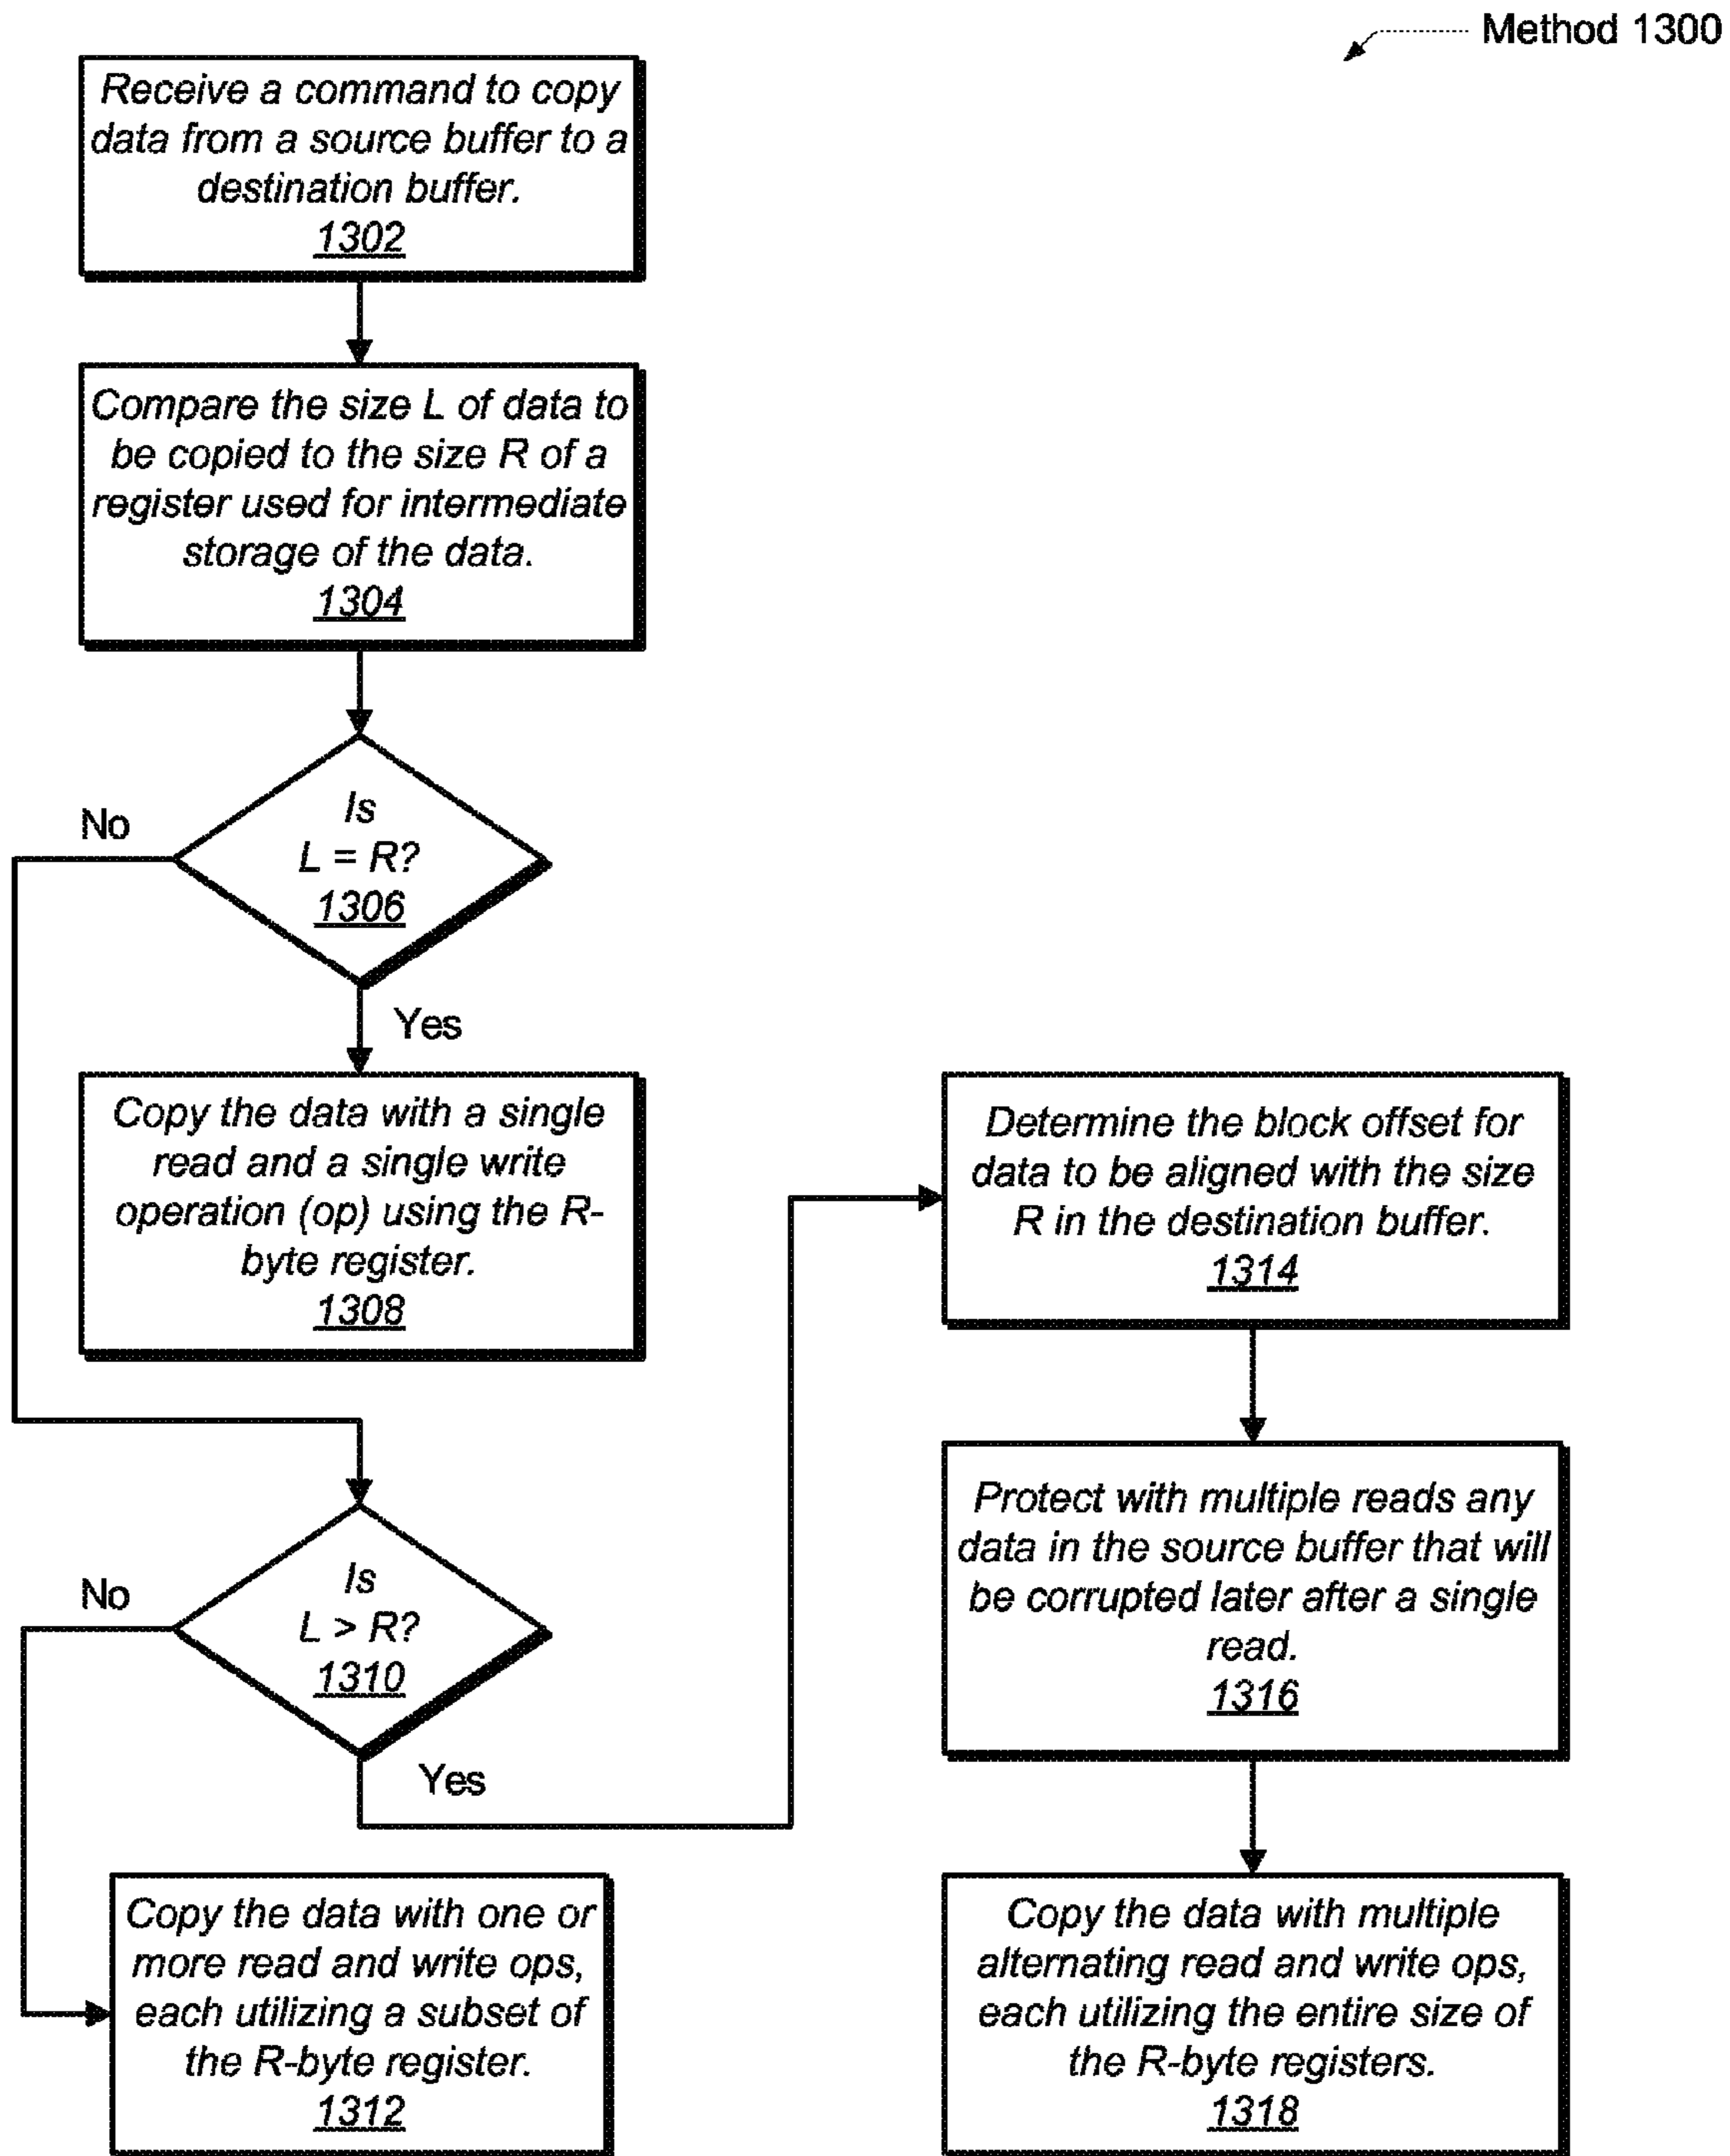 Method 1300
Receive a command to copy
data from a source buffer to a
destination buffer.
1302
Compare the size L of data to
be copied to the size R of a
register used for intermediate
storage of the data.
1304
Is
L = R?
1306
No
Yes
Copy the data with a single
read and a single write
operation (op) using the R-
byte register.
1308
Is
L > R?
1310
No
Yes
Copy the data with one or
more read and write ops,
each utilizing a subset of
the R-byte register.
1312
Determine the block offset for
data to be aligned with the size
R in the destination buffer.
1314
Protect with multiple reads any
data in the source buffer that will
be corrupted later after a single
read.
1316
Copy the data with multiple
alternating read and write ops,
each utilizing the entire size of
the R-byte registers.
1318